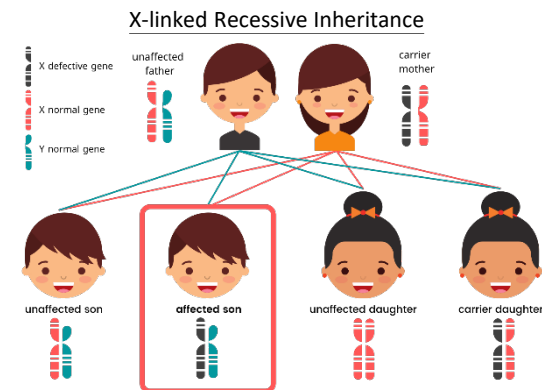 X-linked Recessive Inheritance
X defective gene
X normal gene
Y normal gene
unaffected
father
carrier
mother
unaffected son
affected son
unaffected daughter
carrier daughter